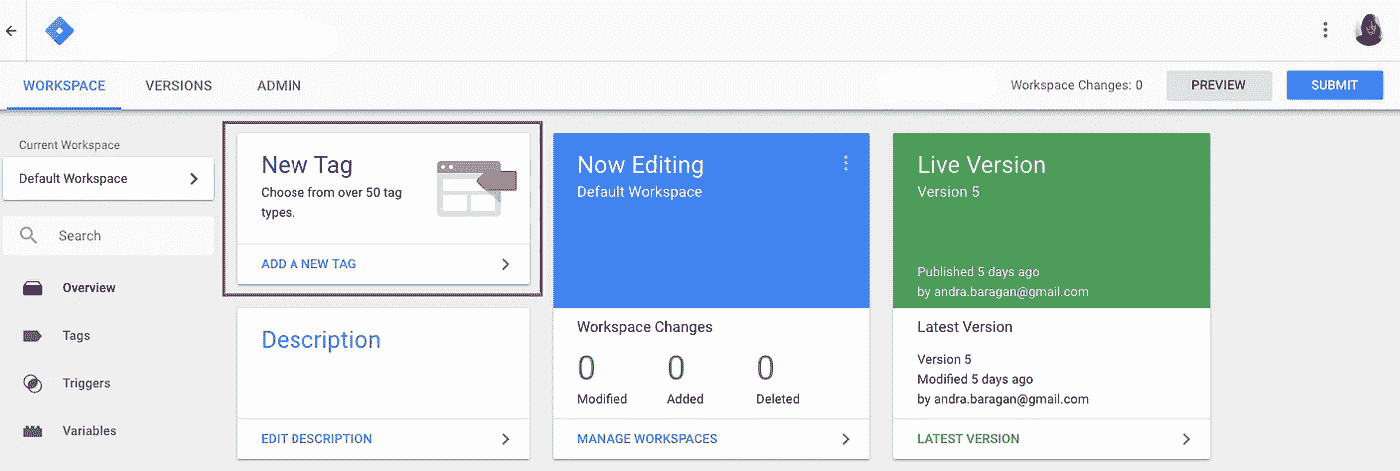 WORKSPACE VERSIONS ADMIN Workspace Changes: 0 PREVIEW SUBMIT
Current Workspace
Default Workspace
Search
Overview
Tags
Triggers
Variables
New Tag
Choose from over 50 tag
types.
ADD A NEW TAG
Description
EDIT DESCRIPTION
Now Editing
Default Workspace
Workspace Changes
0 0 0
Modified Added Deleted
MANAGE WORKSPACES
Live Version
Version 5
Published 5 days ago
by andra.baragan@gmail.com
Latest Version
Version 5
Modified 5 days ago
by andra.baragan@gmail.com
LATEST VERSION